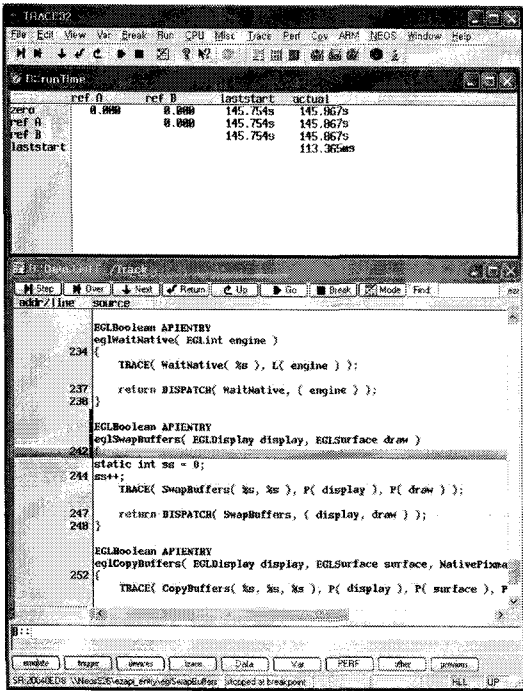 TRACE32
File Edit View Var Break Run CPU Misc Trace Perf Cov ARM NEOS Window Help
B::runTime
ref A ref B laststart actual
zero 0.000 0.000 145.754s 145.867s
ref A 0.000 145.754s 145.867s
ref B 145.754s 145.867s
laststart 113.365ms
/Track
Step Over Next Return Up Go Break Mode Find:
addr/line source
EGLBoolean APIENTRY
eglWaitNative( EGLint engine )
234 {
TRACE( WaitNative( %s ), L( engine ) );
237 return DISPATCH( WaitNative, ( engine ) );
238 }
EGLBoolean APIENTRY
eglSwapBuffers( EGLDisplay display, EGLSurface draw )
242 {
static int ss = 0;
244 ss++;
TRACE( SwapBuffers( %s, %s ), P( display ), P( draw ) );
247 return DISPATCH( SwapBuffers, ( display, draw ) );
248 }
EGLBoolean APIENTRY
eglCopyBuffers( EGLDisplay display, EGLSurface surface, NativePixma
252 {
TRACE( CopyBuffers( %s, %s, %s ), P( display ), P( surface ), P
B::
emulate trigger devices trace Data Var PERF other previous
SR:20040ED8 stopped at breakpoint HLL UP